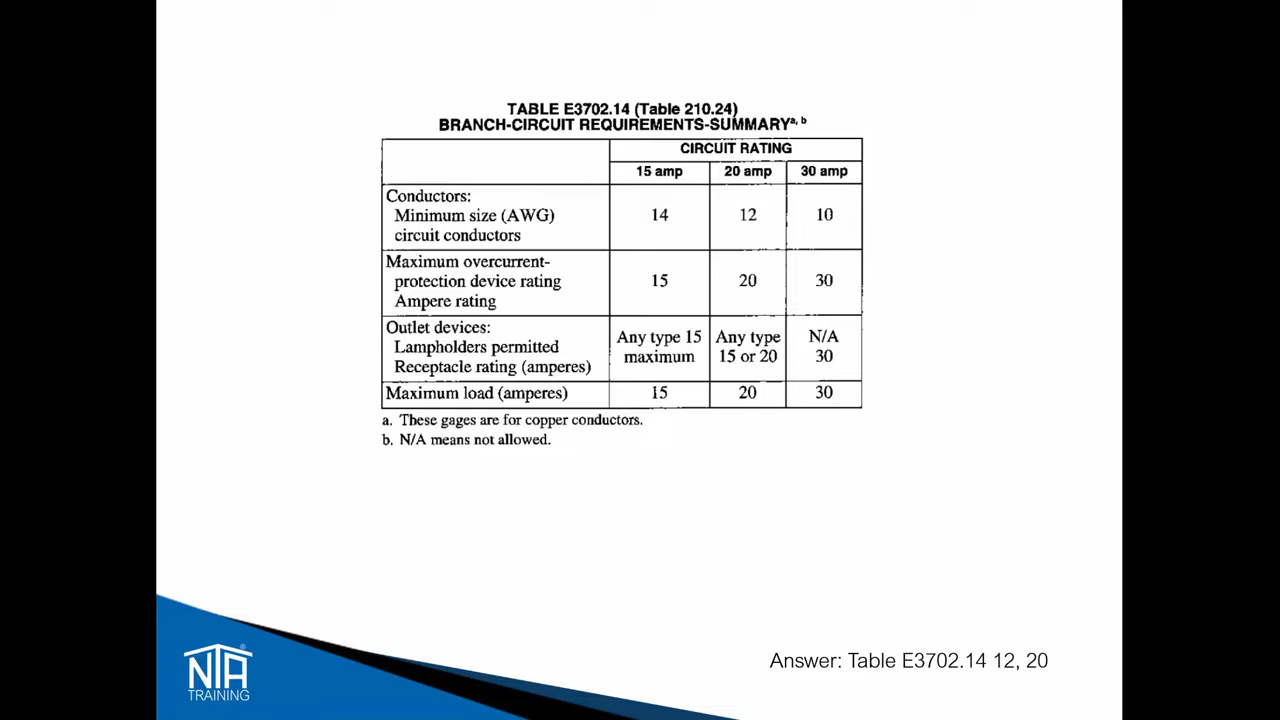 TABLE E3702.14 (Table 210.24)
BRANCH-CIRCUIT REQUIREMENTS-SUMMARYa, b
CIRCUIT RATING
15 amp 20 amp 30 amp
Conductors:
Minimum size (AWG) 14 12 10
circuit conductors
Maximum overcurrent-
protection device rating 15 20 30
Ampere rating
Outlet devices:
Lampholders permitted Any type 15 Any type N/A
Receptacle rating (amperes) maximum 15 or 20 30
Maximum load (amperes) 15 20 30
a. These gages are for copper conductors.
b. N/A means not allowed.
NTA
®
TRAINING
Answer: Table E3702.14 12, 20